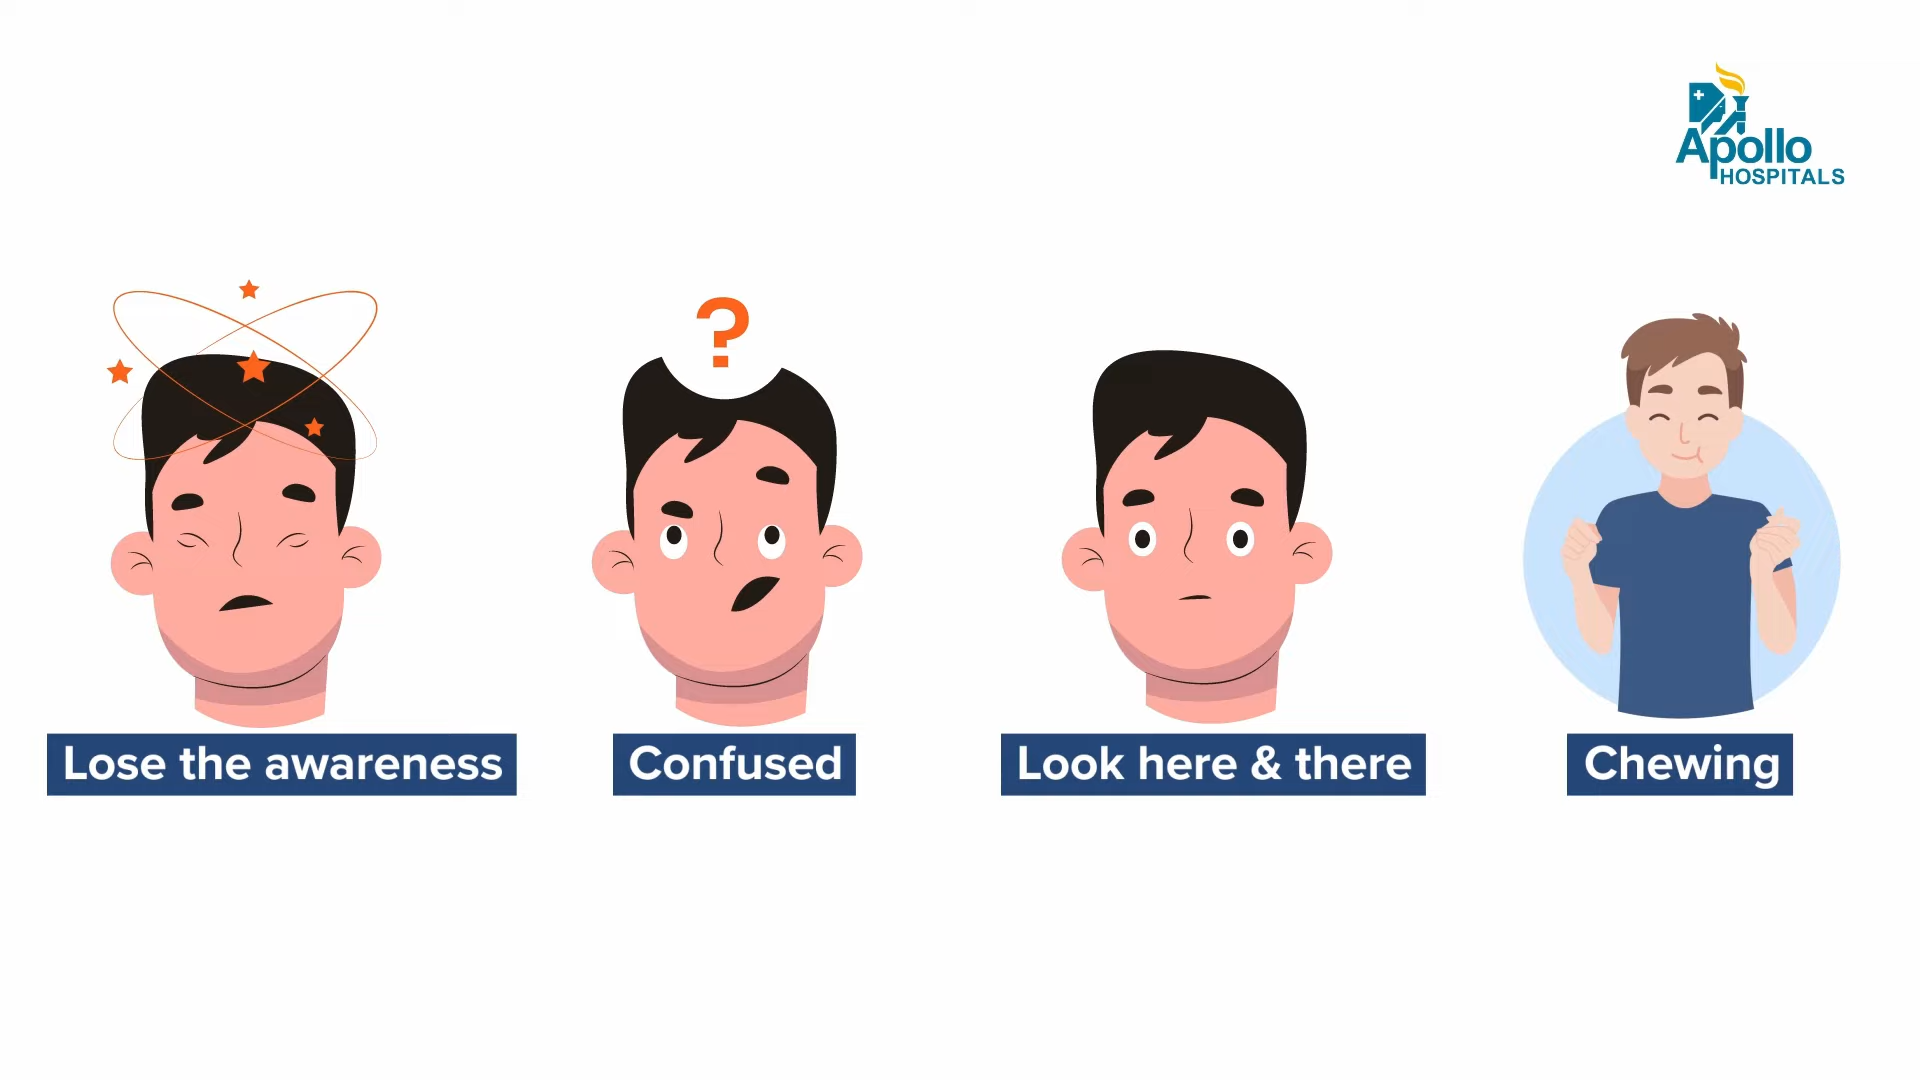 Apollo
HOSPITALS
?
Lose the awareness
Confused
Look here & there
Chewing